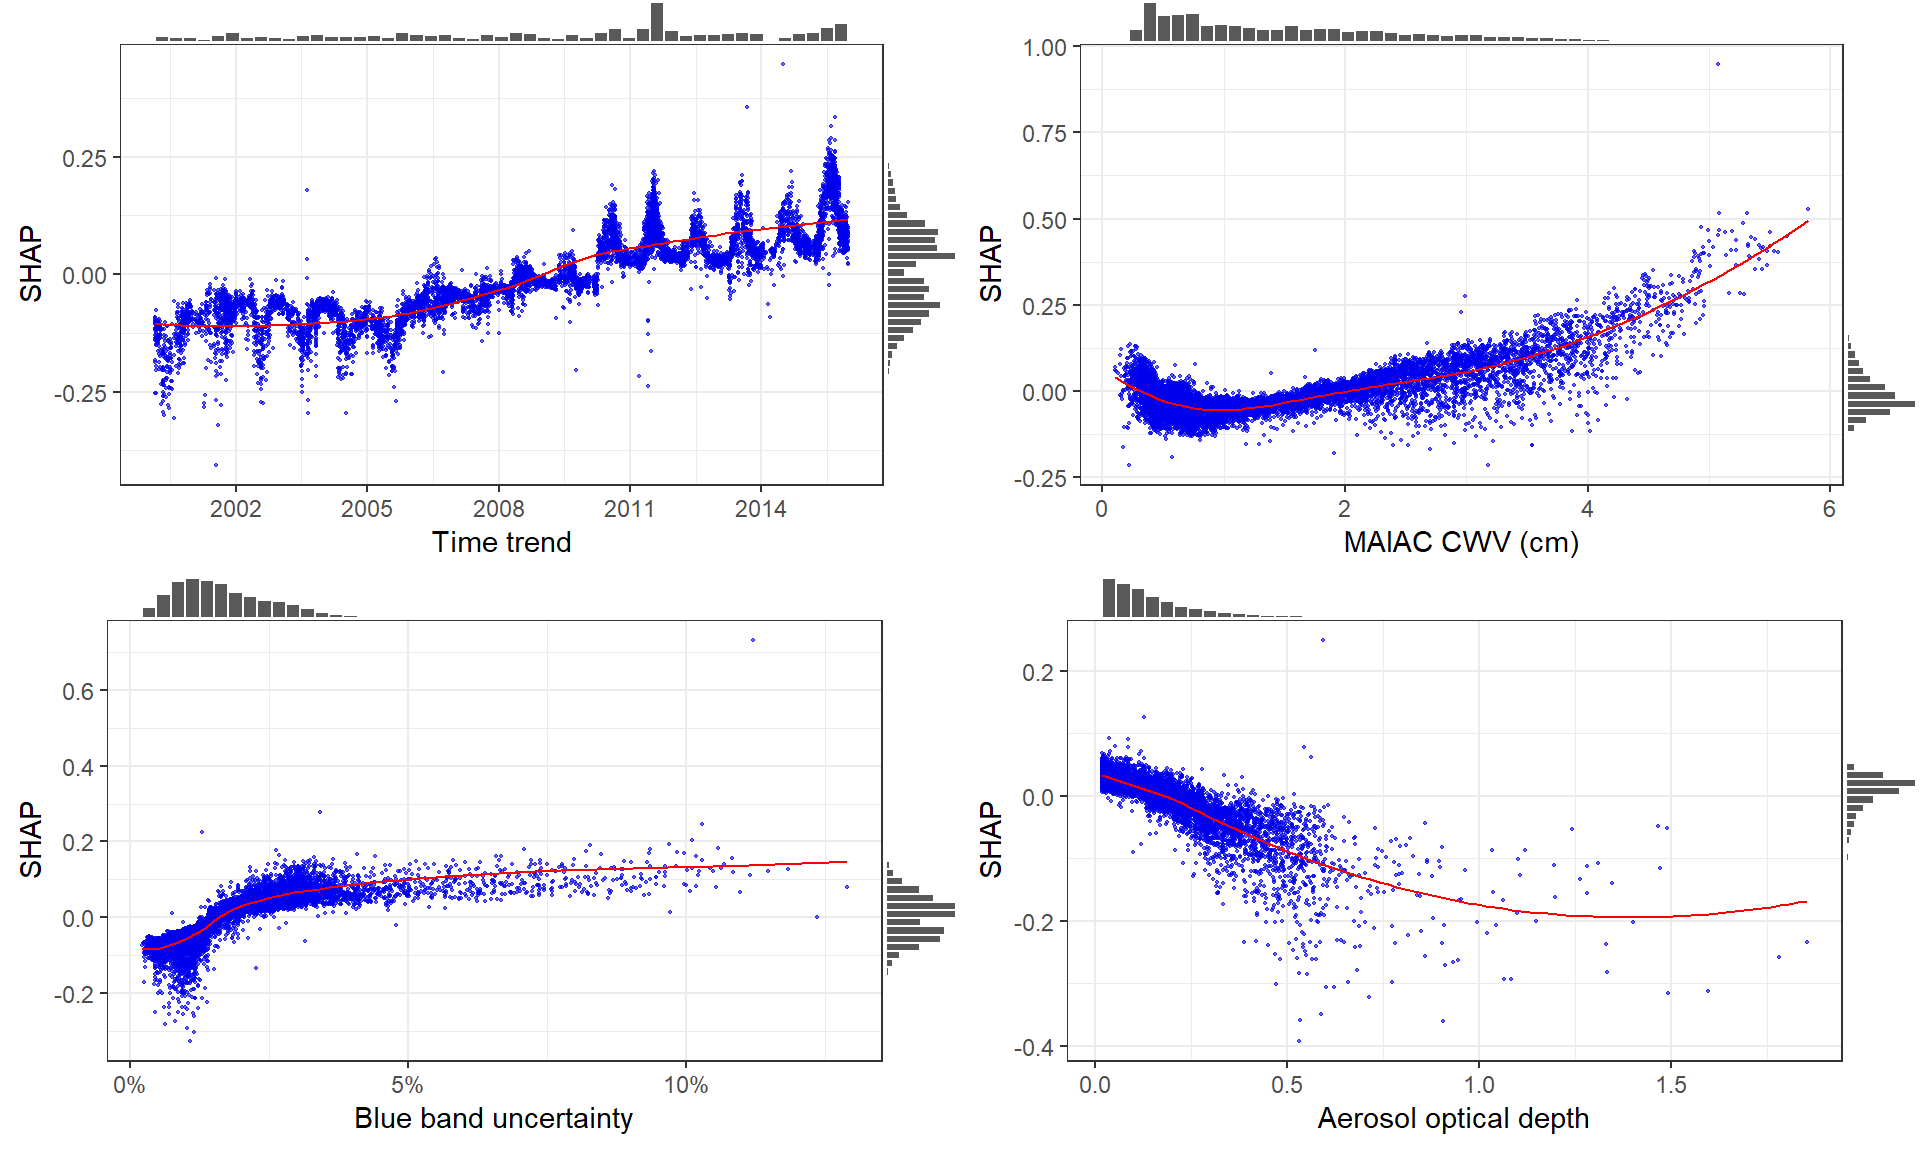 SHAP
0.25
0.00
-0.25
2002 2005 2008 2011 2014
Time trend
SHAP
1.00
0.75
0.50
0.25
0.00
-0.25
0 2 4 6
MAIAC CWV (cm)
SHAP
0.6
0.4
0.2
0.0
-0.2
0% 5% 10%
Blue band uncertainty
SHAP
0.2
0.0
-0.2
-0.4
0.0 0.5 1.0 1.5
Aerosol optical depth